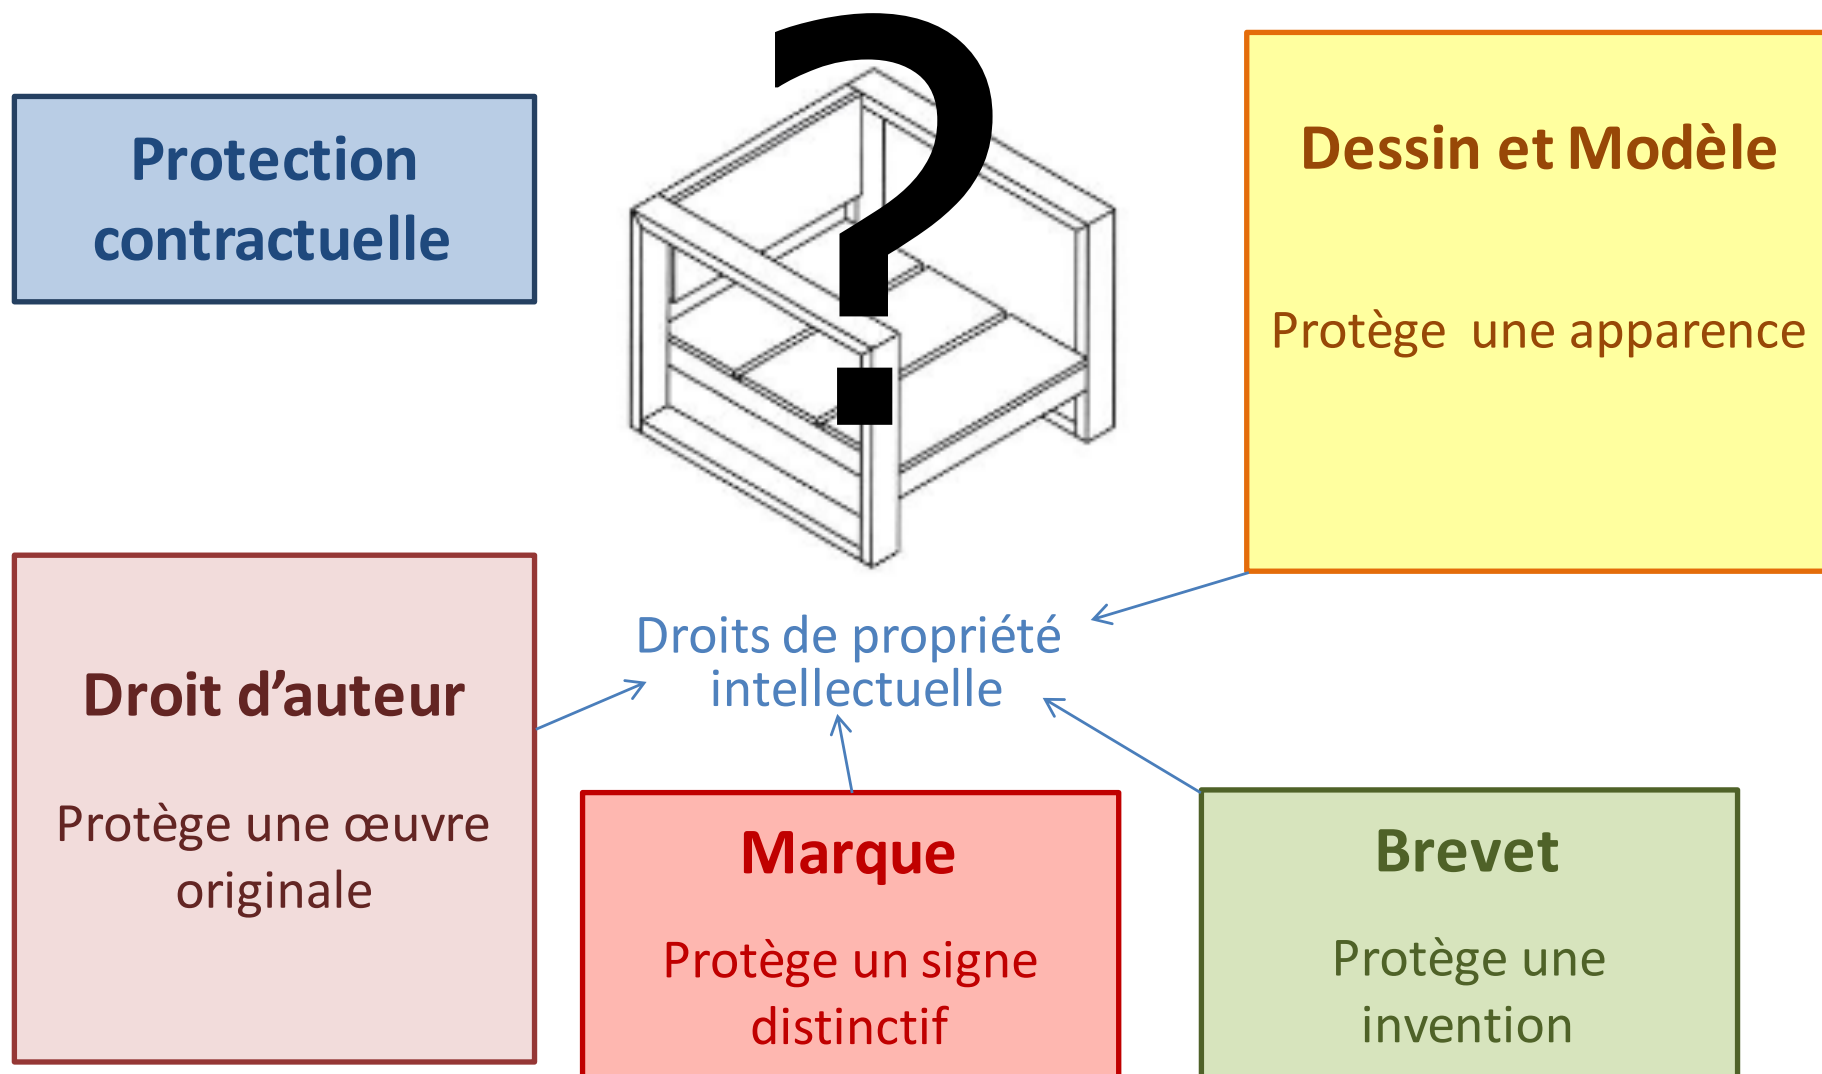 ?
Protection
contractuelle
Dessin et Modèle
Protège une apparence
Droits de propriété
intellectuelle
Droit d’auteur
Protège une œuvre
originale
Marque
Protège un signe
distinctif
Brevet
Protège une
invention